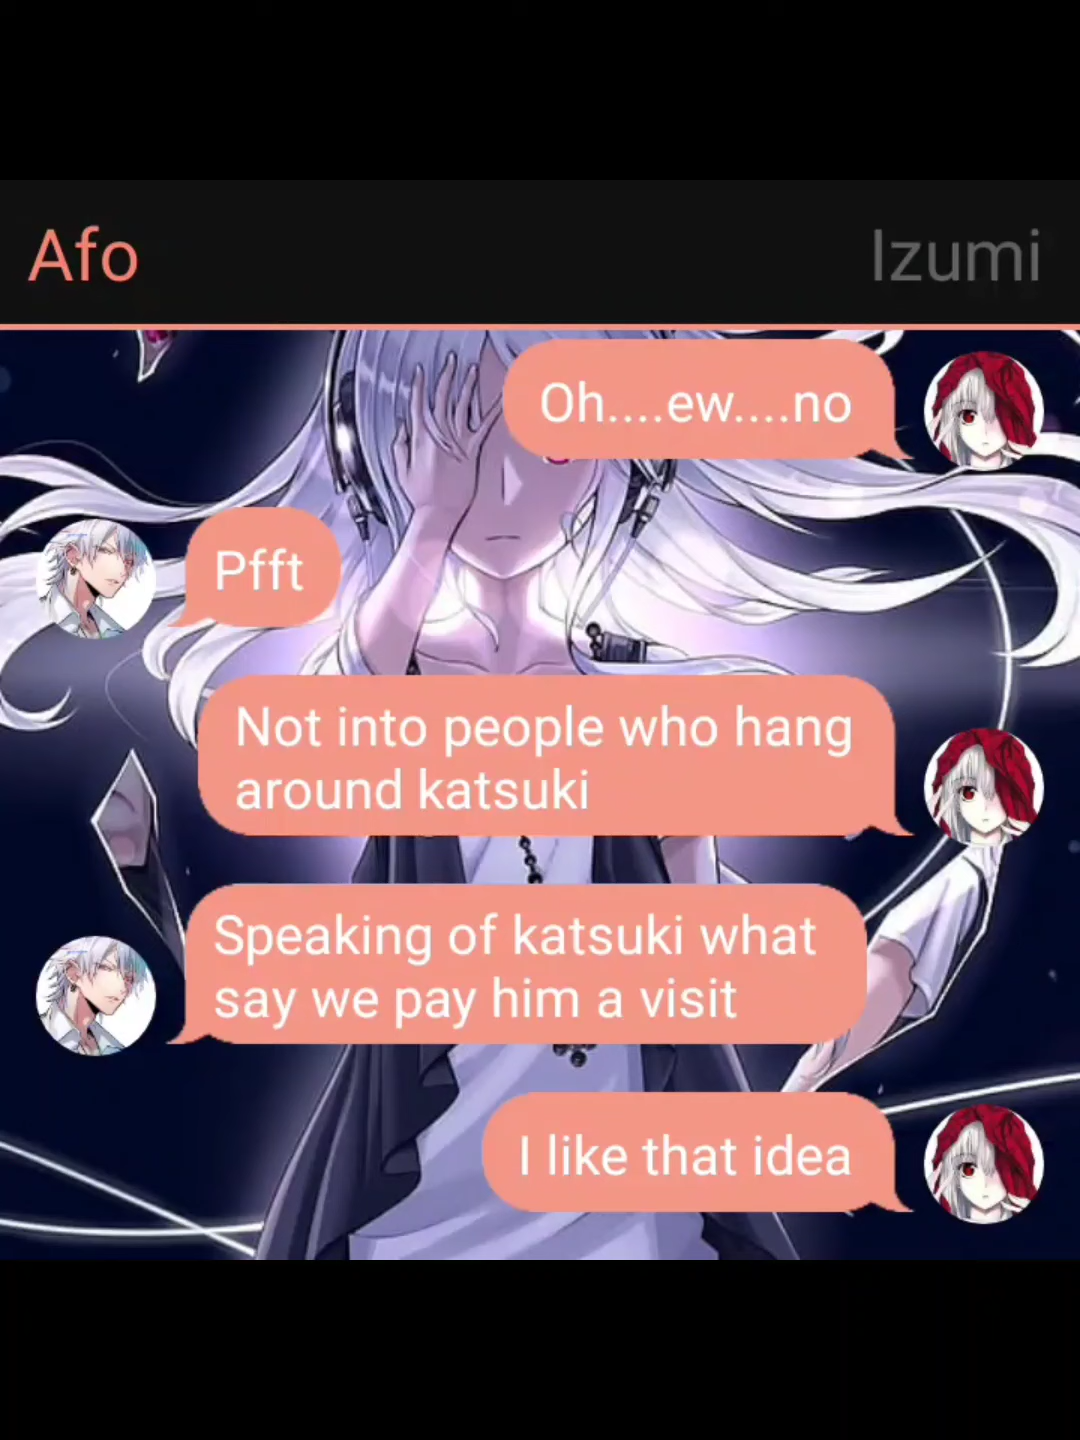 Afo
Izumi
Oh....ew....no
Pfft
Not into people who hang
around katsuki
Speaking of katsuki what
say we pay him a visit
I like that idea